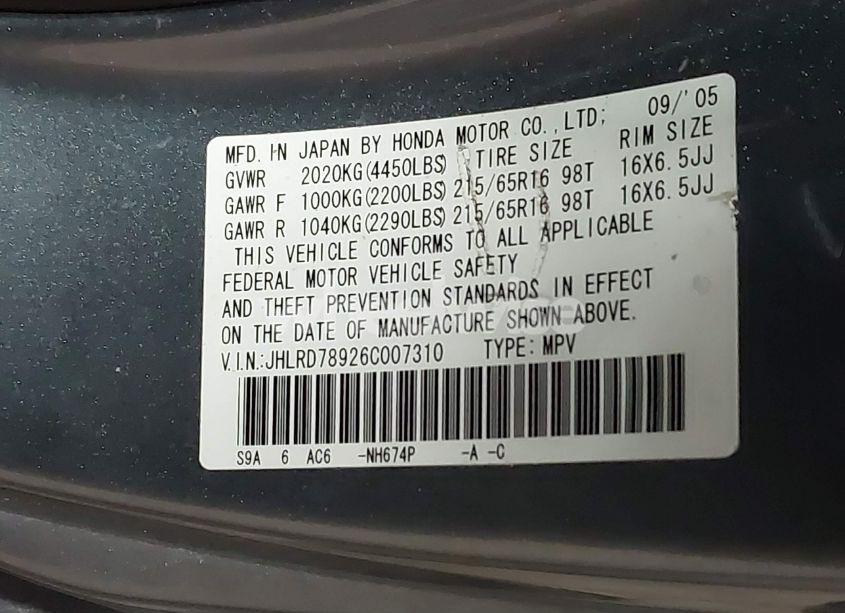 MFD. IN JAPAN BY HONDA MOTOR CO.,LTD; 09/'05
GVWR 2020KG(4450LBS) TIRE SIZE RIM SIZE
GAWR F 1000KG(2200LBS) 215/65R16 98T 16X6.5JJ
GAWR R 1040KG(2290LBS) 215/65R16 98T 16X6.5JJ
THIS VEHICLE CONFORMS TO ALL APPLICABLE
FEDERAL MOTOR VEHICLE SAFETY
AND THEFT PREVENTION STANDARDS IN EFFECT
ON THE DATE OF MANUFACTURE SHOWN ABOVE.
V.I.N.:JHLRD78926C007310 TYPE:MPV
S9A 6 AC6 -NH674P -A -C